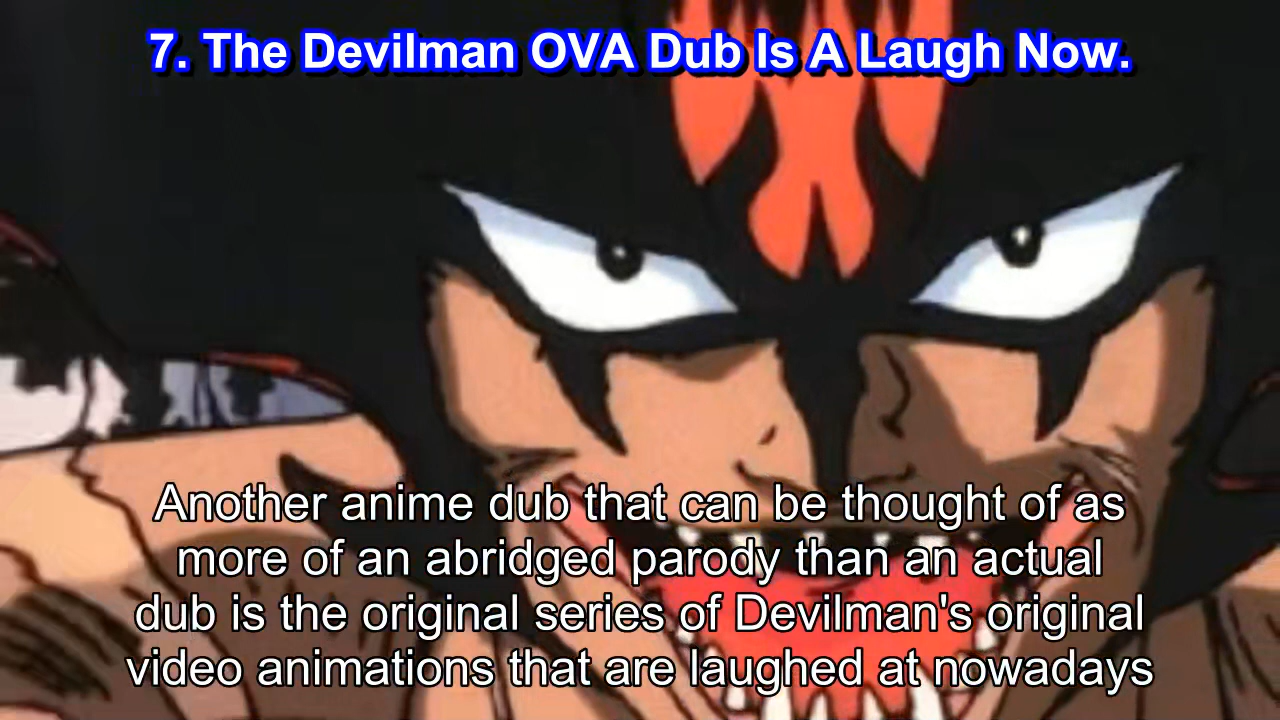 7. The Devilman OVA Dub Is A Laugh Now.
Another anime dub that can be thought of as
more of an abridged parody than an actual
dub is the original series of Devilman's original
video animations that are laughed at nowadays